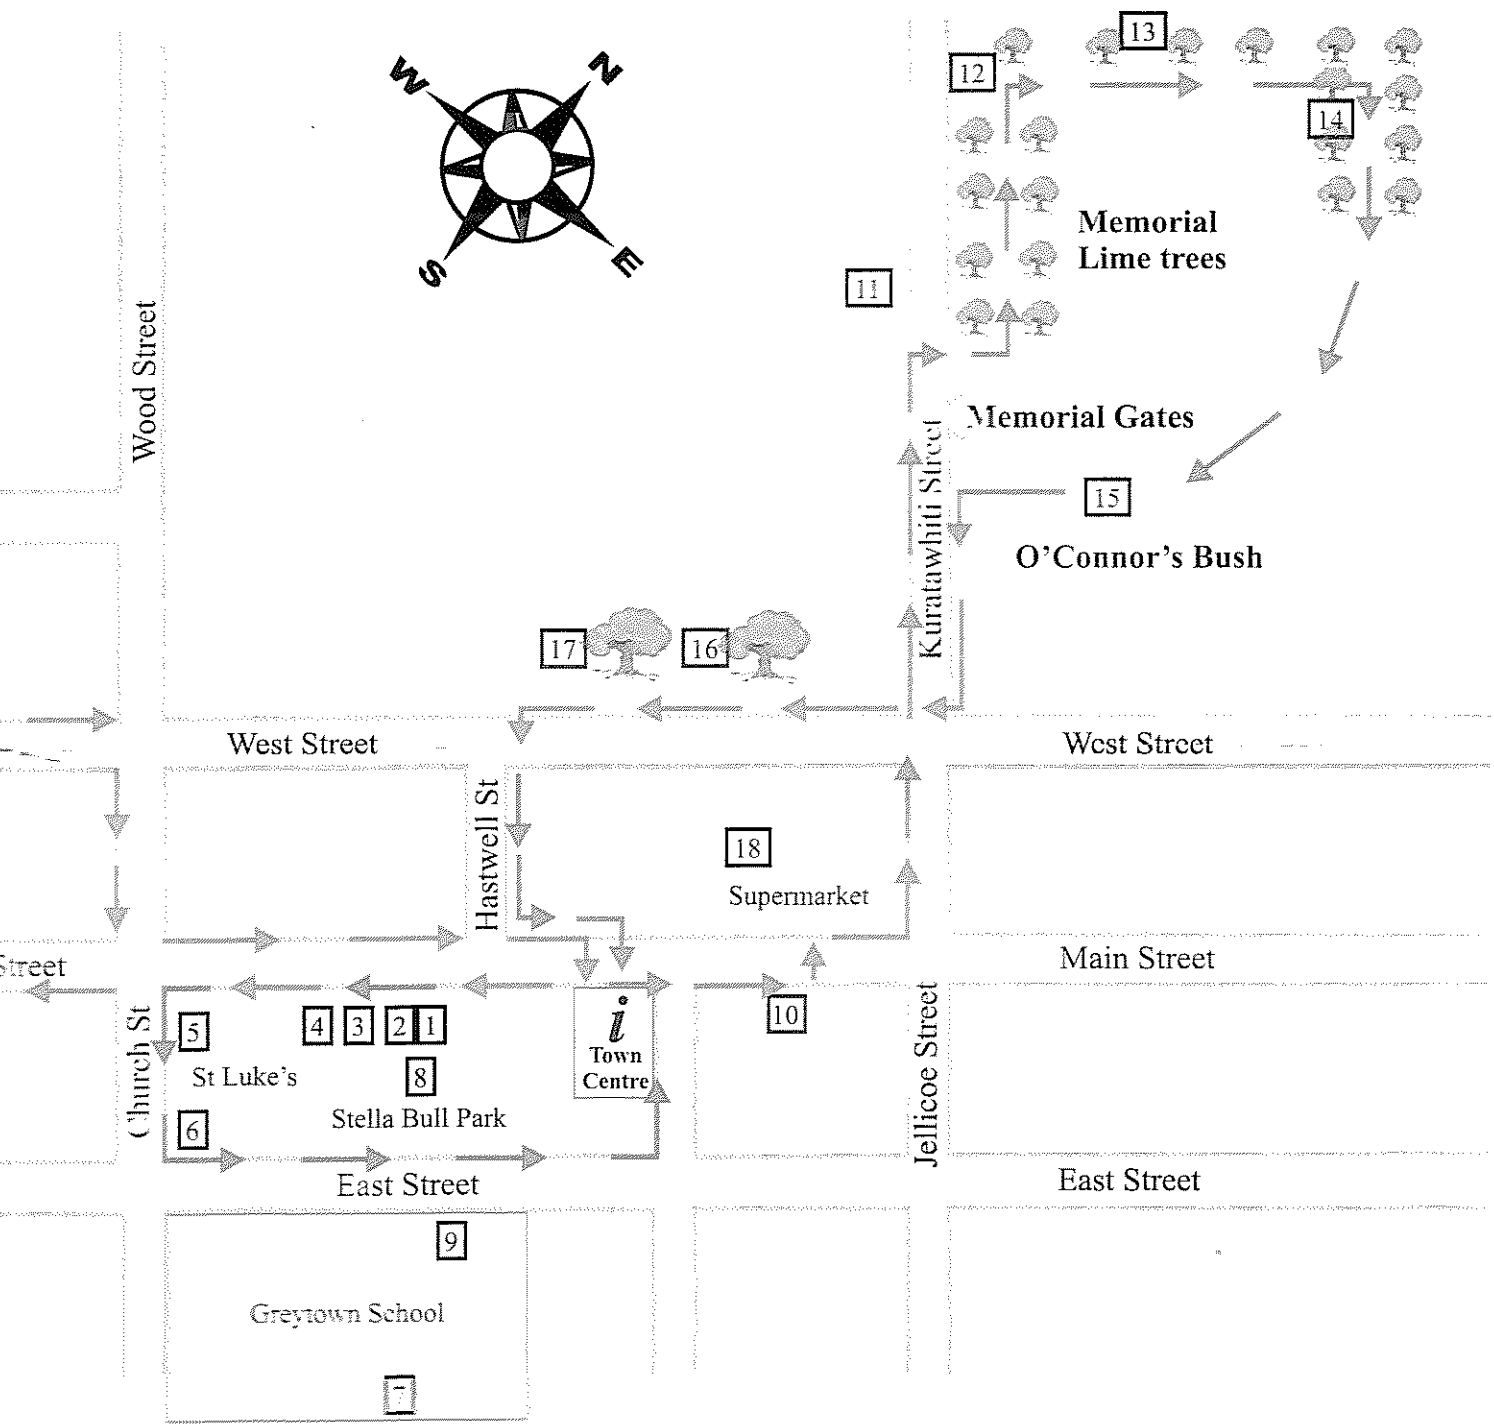 W
N
S
E
13
12
14
Memorial
Lime trees
11
Wood Street
Memorial Gates
Kuratawhiti Street
15
O'Connor's Bush
17
16
West Street
West Street
Hastwell St
18
Supermarket
Street
Main Street
Church St
5
4
3
2
1
i
Town
Centre
10
Jellicoe Street
St Luke's
8
Stella Bull Park
6
East Street
East Street
9
Greytown School
7